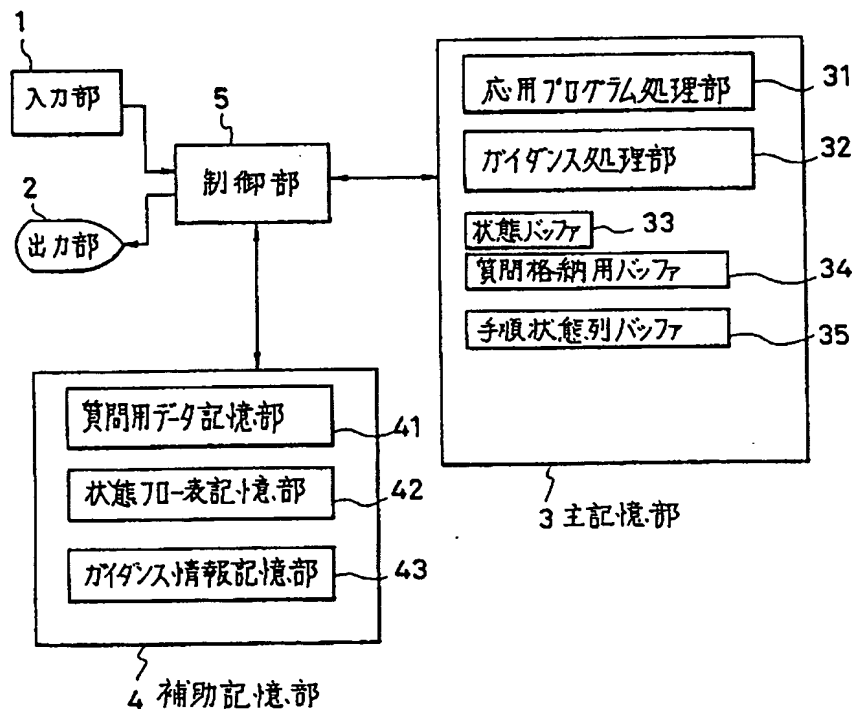 1
入力部
5
制御部
2
出力部
応用プログラム処理部
31
ガイダンス処理部
32
状態バッファ
33
質問格納用バッファ
34
手順状態列バッファ
35
3 主記憶部
質問用データ記憶部
41
状態フロー表記憶部
42
ガイダンス情報記憶部
43
4 補助記憶部